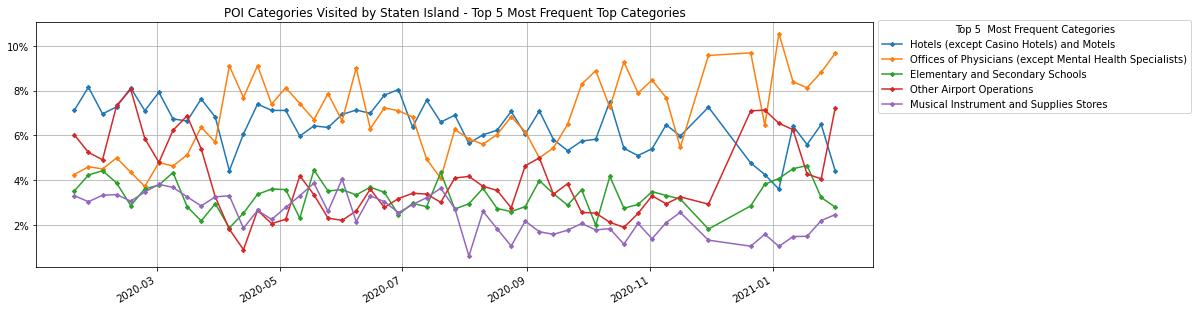 POI Categories Visited by Staten Island - Top 5 Most Frequent Top Categories
10%
8%
6%
4%
2%
2020-03
2020-05
2020-07
2020-09
2020-11
2021-01
Top 5  Most Frequent Categories
Hotels (except Casino Hotels) and Motels
Offices of Physicians (except Mental Health Specialists)
Elementary and Secondary Schools
Other Airport Operations
Musical Instrument and Supplies Stores